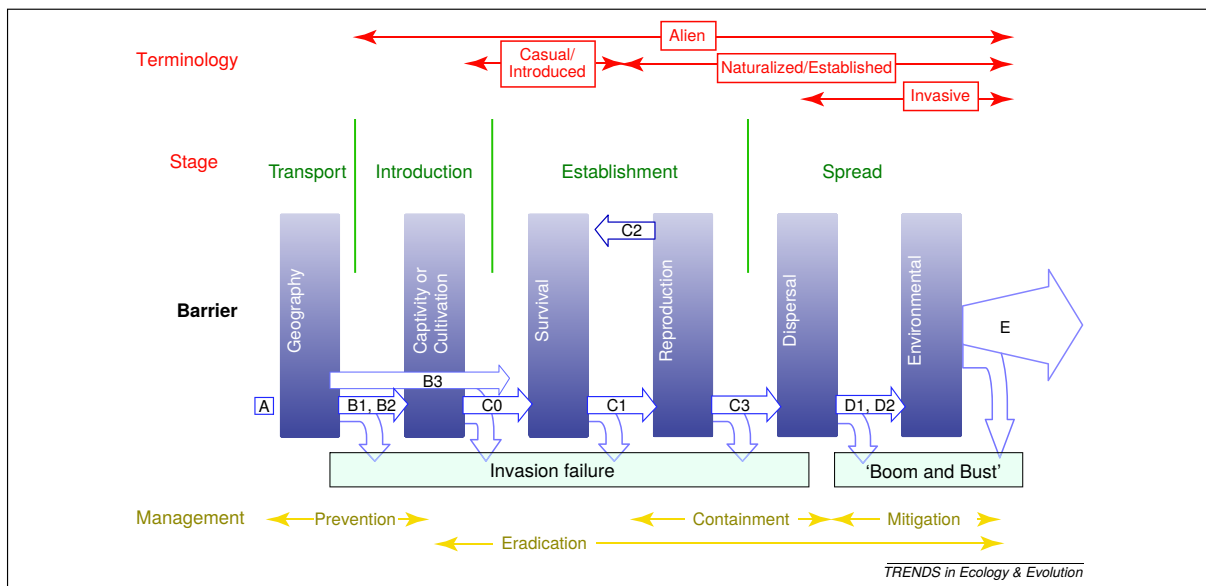 Alien
Terminology
Casual/
Introduced
Naturalized/Established
Invasive
Stage
Transport
Introduction
Establishment
Spread
Barrier
Geography
Captivity or
Cultivation
Survival
Reproduction
Dispersal
Environmental
C2
E
B3
A
B1, B2
C0
C1
C3
D1, D2
Invasion failure
‘Boom and Bust’
Management
Prevention
Containment
Mitigation
Eradication
TRENDS in Ecology & Evolution